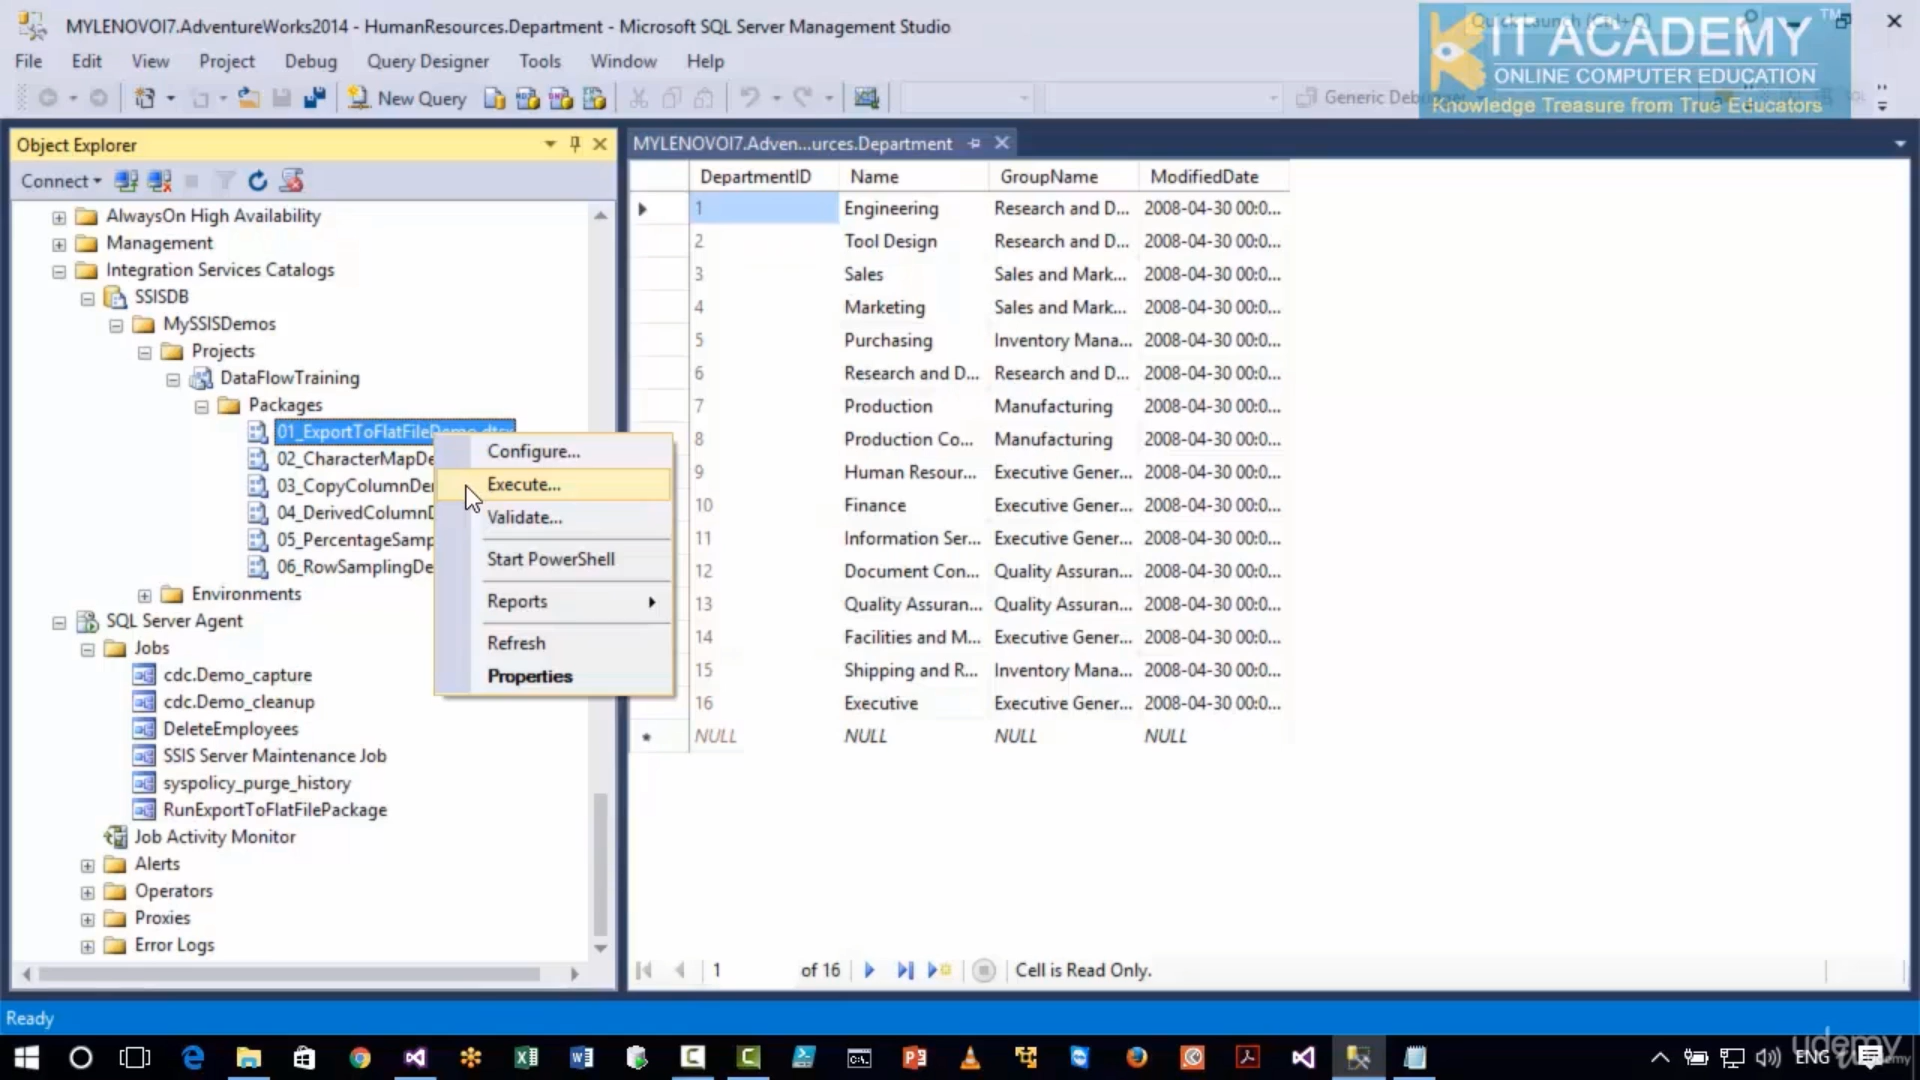 MYLENOVOI7.AdventureWorks2014 - HumanResources.Department - Microsoft SQL Server Management Studio
Quick Launch (Ctrl+Q)
IT ACADEMY TM
ONLINE COMPUTER EDUCATION
Knowledge Treasure from True Educators
File Edit View Project Debug Query Designer Tools Window Help
New Query
Generic
Object Explorer
MYLENOVOI7.Adven...urces.Department
Connect
AlwaysOn High Availability
Management
Integration Services Catalogs
SSISDB
MySSISDemos
Projects
DataFlowTraining
Packages
01_ExportToFlatFileDemo.dtsx
02_CharacterMapDe
03_CopyColumnDer
04_DerivedColumnD
05_PercentageSamp
06_RowSamplingDe
Environments
SQL Server Agent
Jobs
cdc.Demo_capture
cdc.Demo_cleanup
DeleteEmployees
SSIS Server Maintenance Job
syspolicy_purge_history
RunExportToFlatFilePackage
Job Activity Monitor
Alerts
Operators
Proxies
Error Logs
Configure...
Execute...
Validate...
Start PowerShell
Reports
Refresh
Properties
DepartmentID Name GroupName ModifiedDate
1 Engineering Research and D... 2008-04-30 00:0...
2 Tool Design Research and D... 2008-04-30 00:0...
3 Sales Sales and Mark... 2008-04-30 00:0...
4 Marketing Sales and Mark... 2008-04-30 00:0...
5 Purchasing Inventory Mana... 2008-04-30 00:0...
6 Research and D... Research and D... 2008-04-30 00:0...
7 Production Manufacturing 2008-04-30 00:0...
8 Production Co... Manufacturing 2008-04-30 00:0...
9 Human Resour... Executive Gener... 2008-04-30 00:0...
10 Finance Executive Gener... 2008-04-30 00:0...
11 Information Ser... Executive Gener... 2008-04-30 00:0...
12 Document Con... Quality Assuran... 2008-04-30 00:0...
13 Quality Assuran... Quality Assuran... 2008-04-30 00:0...
14 Facilities and M... Executive Gener... 2008-04-30 00:0...
15 Shipping and R... Inventory Mana... 2008-04-30 00:0...
16 Executive Executive Gener... 2008-04-30 00:0...
NULL NULL NULL NULL
1 of 16 Cell is Read Only.
Ready
ENG
udemy